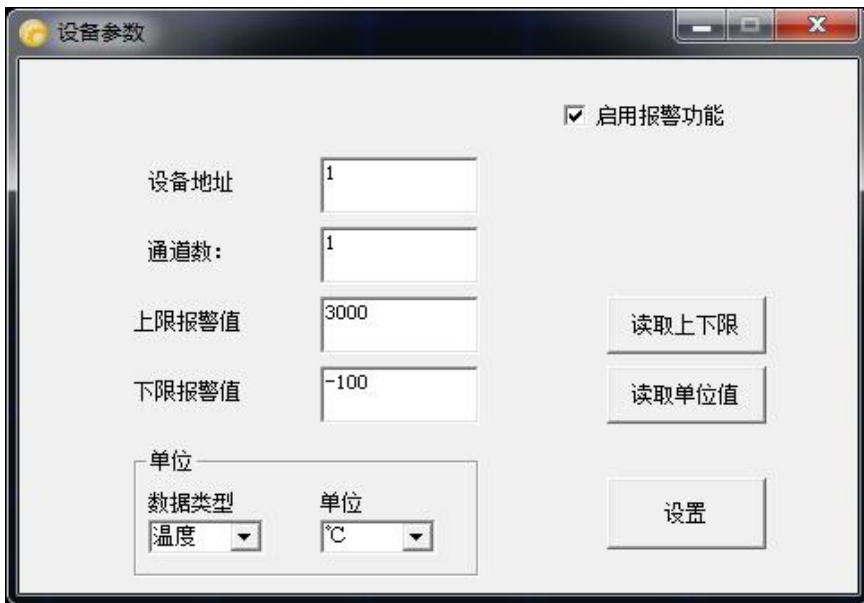 设备参数
启用报警功能
设备地址 1
通道数: 1
上限报警值 3000 读取上下限
下限报警值 -100 读取单位值
单位
数据类型 单位
温度 ℃ 设置